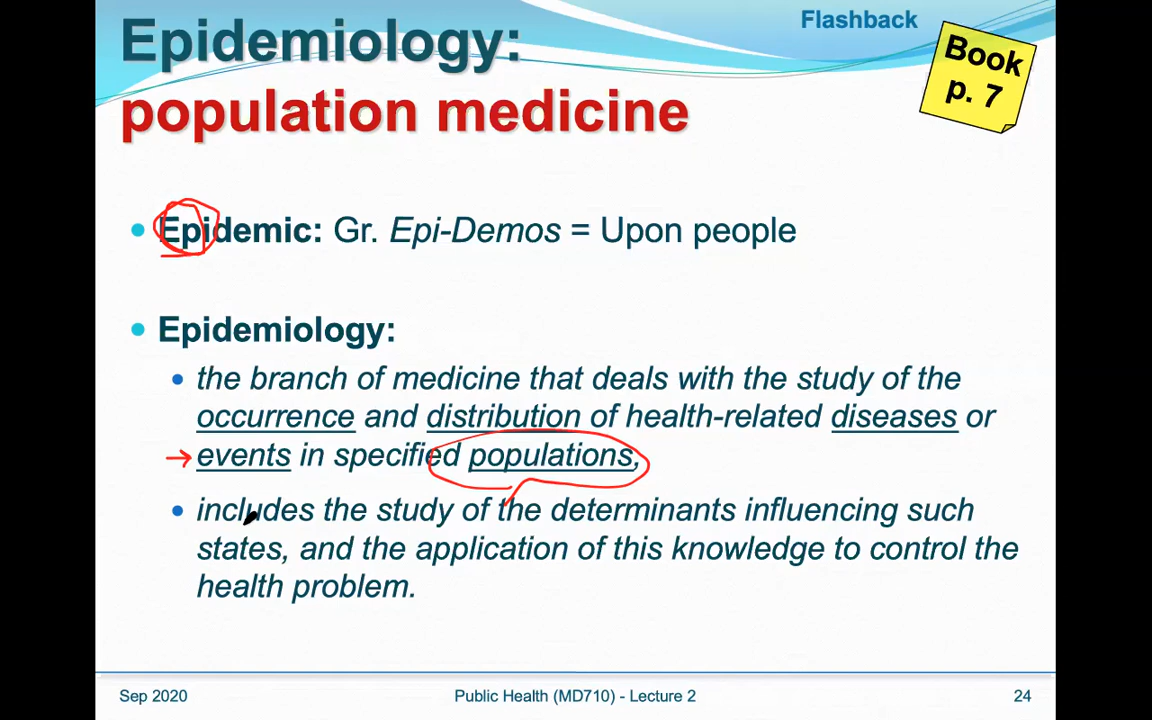 Flashback
Epidemiology:
population medicine
Book
p. 7
• Epidemic: Gr. Epi-Demos = Upon people
• Epidemiology:
• the branch of medicine that deals with the study of the
occurrence and distribution of health-related diseases or
→ events in specified populations,
• includes the study of the determinants influencing such
states, and the application of this knowledge to control the
health problem.
Sep 2020
Public Health (MD710) - Lecture 2
24